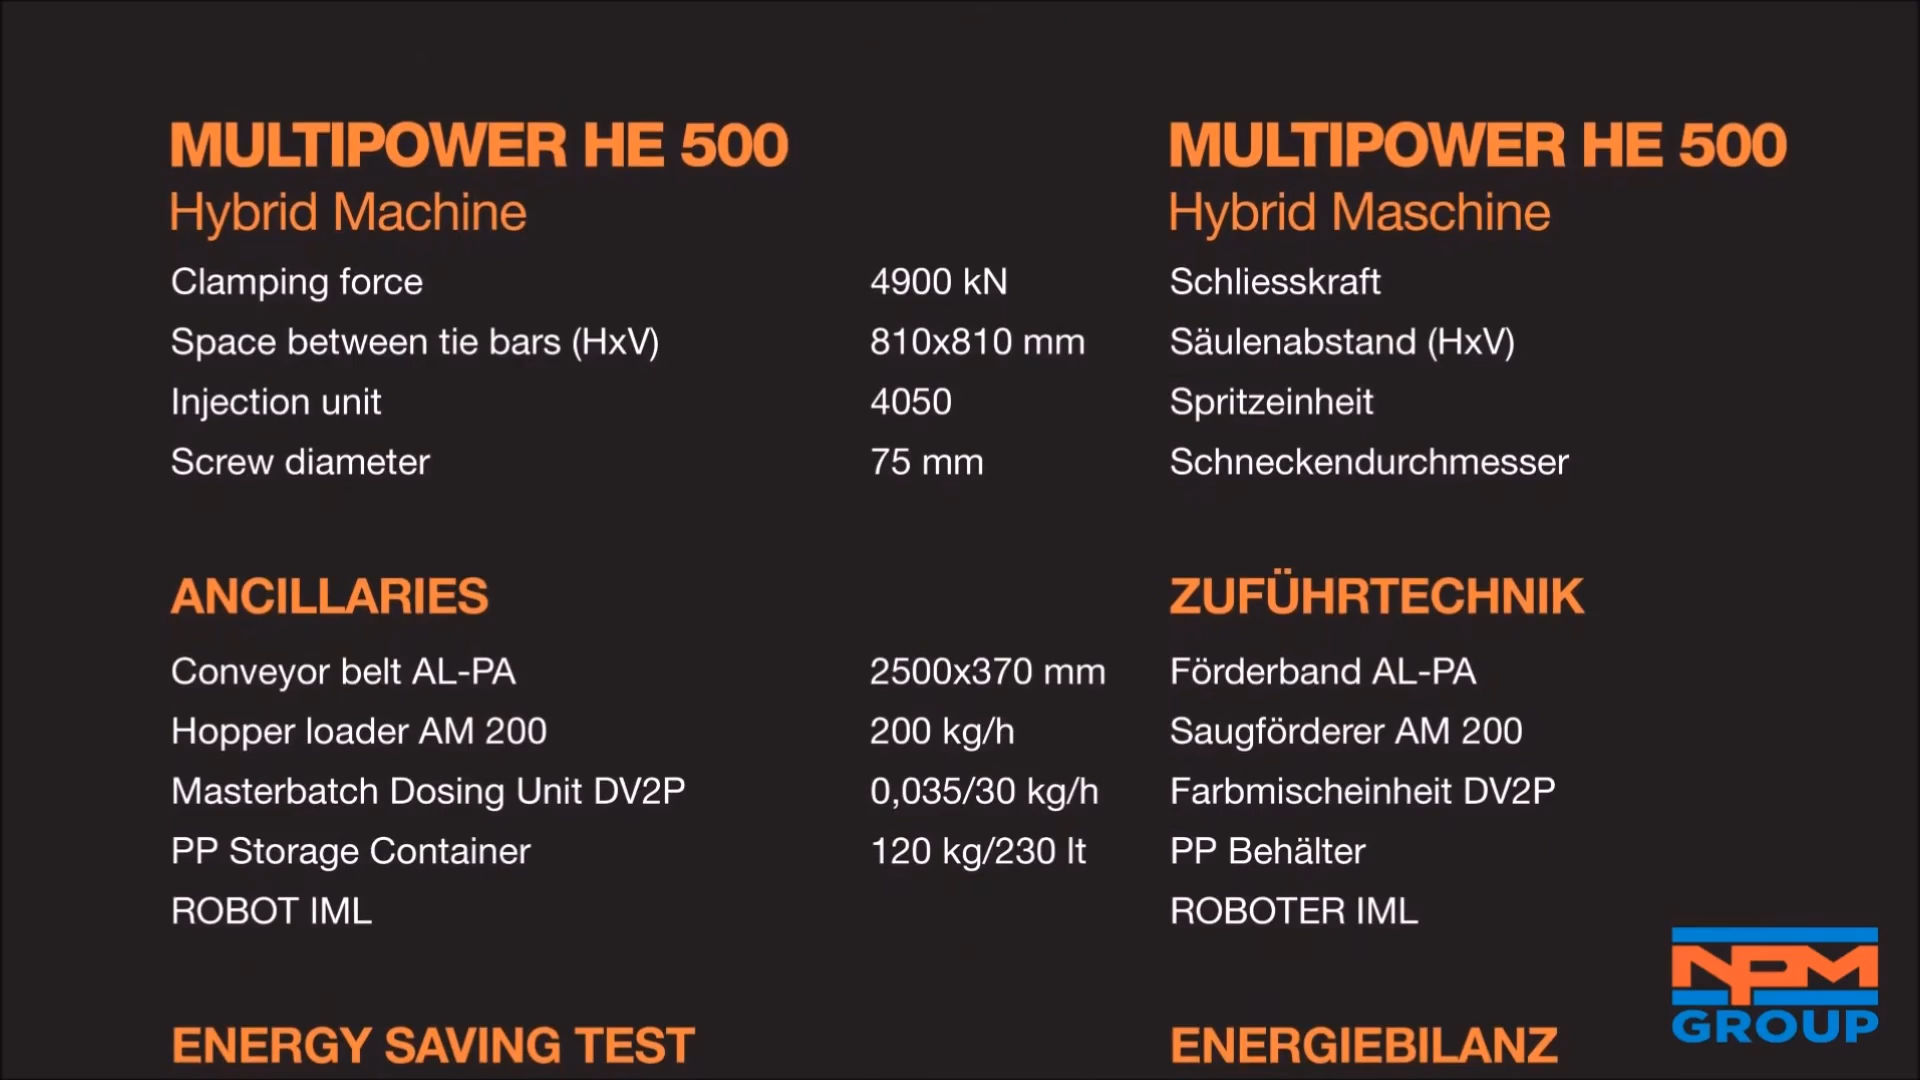 MULTIPOWER HE 500 MULTIPOWER HE 500
Hybrid Machine Hybrid Maschine
Clamping force 4900 kN Schliesskraft
Space between tie bars (HxV) 810x810 mm Säulenabstand (HxV)
Injection unit 4050 Spritzeinheit
Screw diameter 75 mm Schneckendurchmesser
ANCILLARIES ZUFÜHRTECHNIK
Conveyor belt AL-PA 2500x370 mm Förderband AL-PA
Hopper loader AM 200 200 kg/h Saugförderer AM 200
Masterbatch Dosing Unit DV2P 0,035/30 kg/h Farbmischeinheit DV2P
PP Storage Container 120 kg/230 lt PP Behälter
ROBOT IML ROBOTER IML
ENERGY SAVING TEST ENERGIEBILANZ
NPM
GROUP